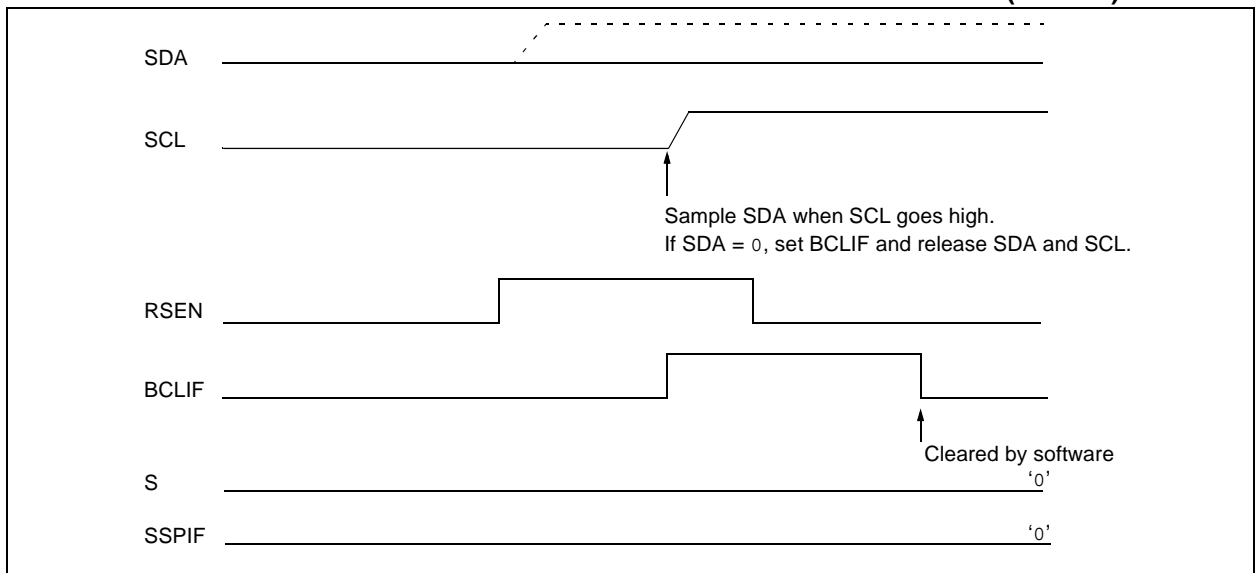 SDA
SCL
Sample SDA when SCL goes high.
If SDA = 0, set BCLIF and release SDA and SCL.
RSEN
BCLIF
Cleared by software
S
‘0’
SSPIF
‘0’